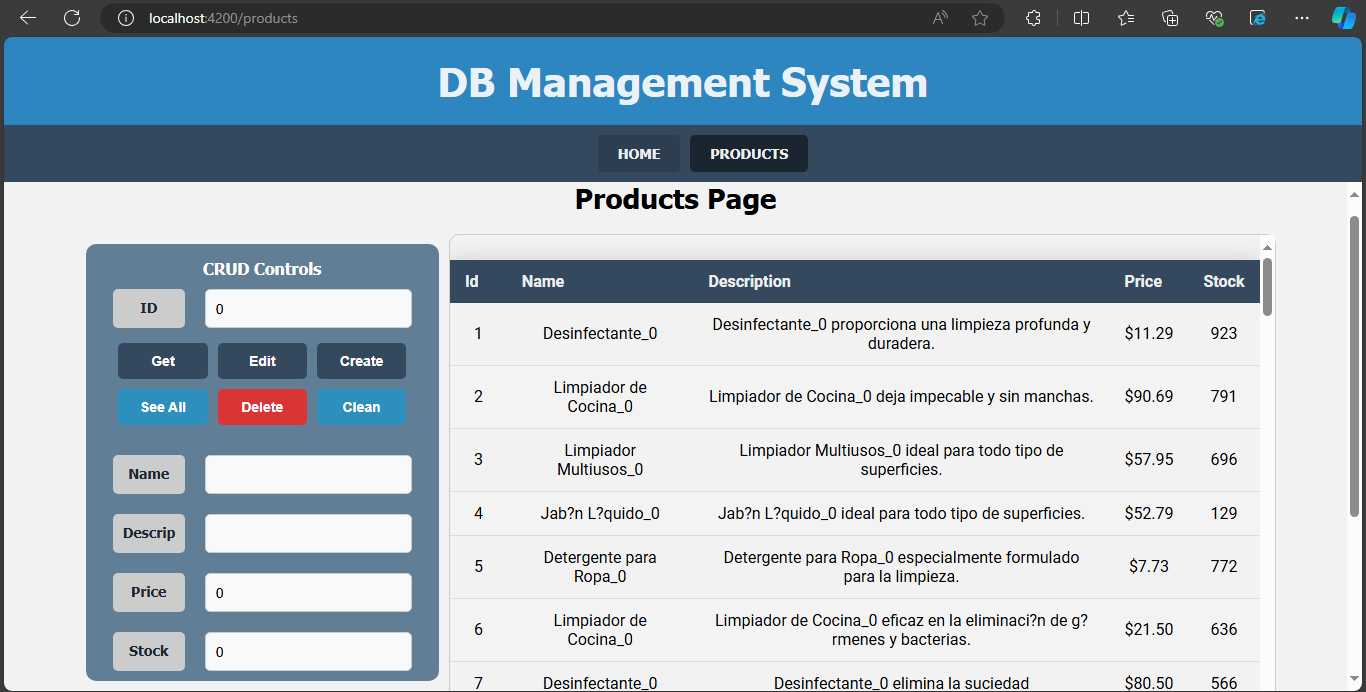 localhost:4200/products
DB Management System
HOME PRODUCTS
Products Page
CRUD Controls
ID 0
Get Edit Create
See All Delete Clean
Name
Descrip
Price 0
Stock 0
Id Name Description Price Stock
1 Desinfectante_0 Desinfectante_0 proporciona una limpieza profunda y
duradera. $11.29 923
2 Limpiador de
Cocina_0 Limpiador de Cocina_0 deja impecable y sin manchas. $90.69 791
3 Limpiador
Multiusos_0 Limpiador Multiusos_0 ideal para todo tipo de
superficies. $57.95 696
4 Jab?n L?quido_0 Jab?n L?quido_0 ideal para todo tipo de superficies. $52.79 129
5 Detergente para
Ropa_0 Detergente para Ropa_0 especialmente formulado
para la limpieza. $7.73 772
6 Limpiador de
Cocina_0 Limpiador de Cocina_0 eficaz en la eliminaci?n de g?
rmenes y bacterias. $21.50 636
7 Desinfectante_0 Desinfectante_0 elimina la suciedad $80.50 566